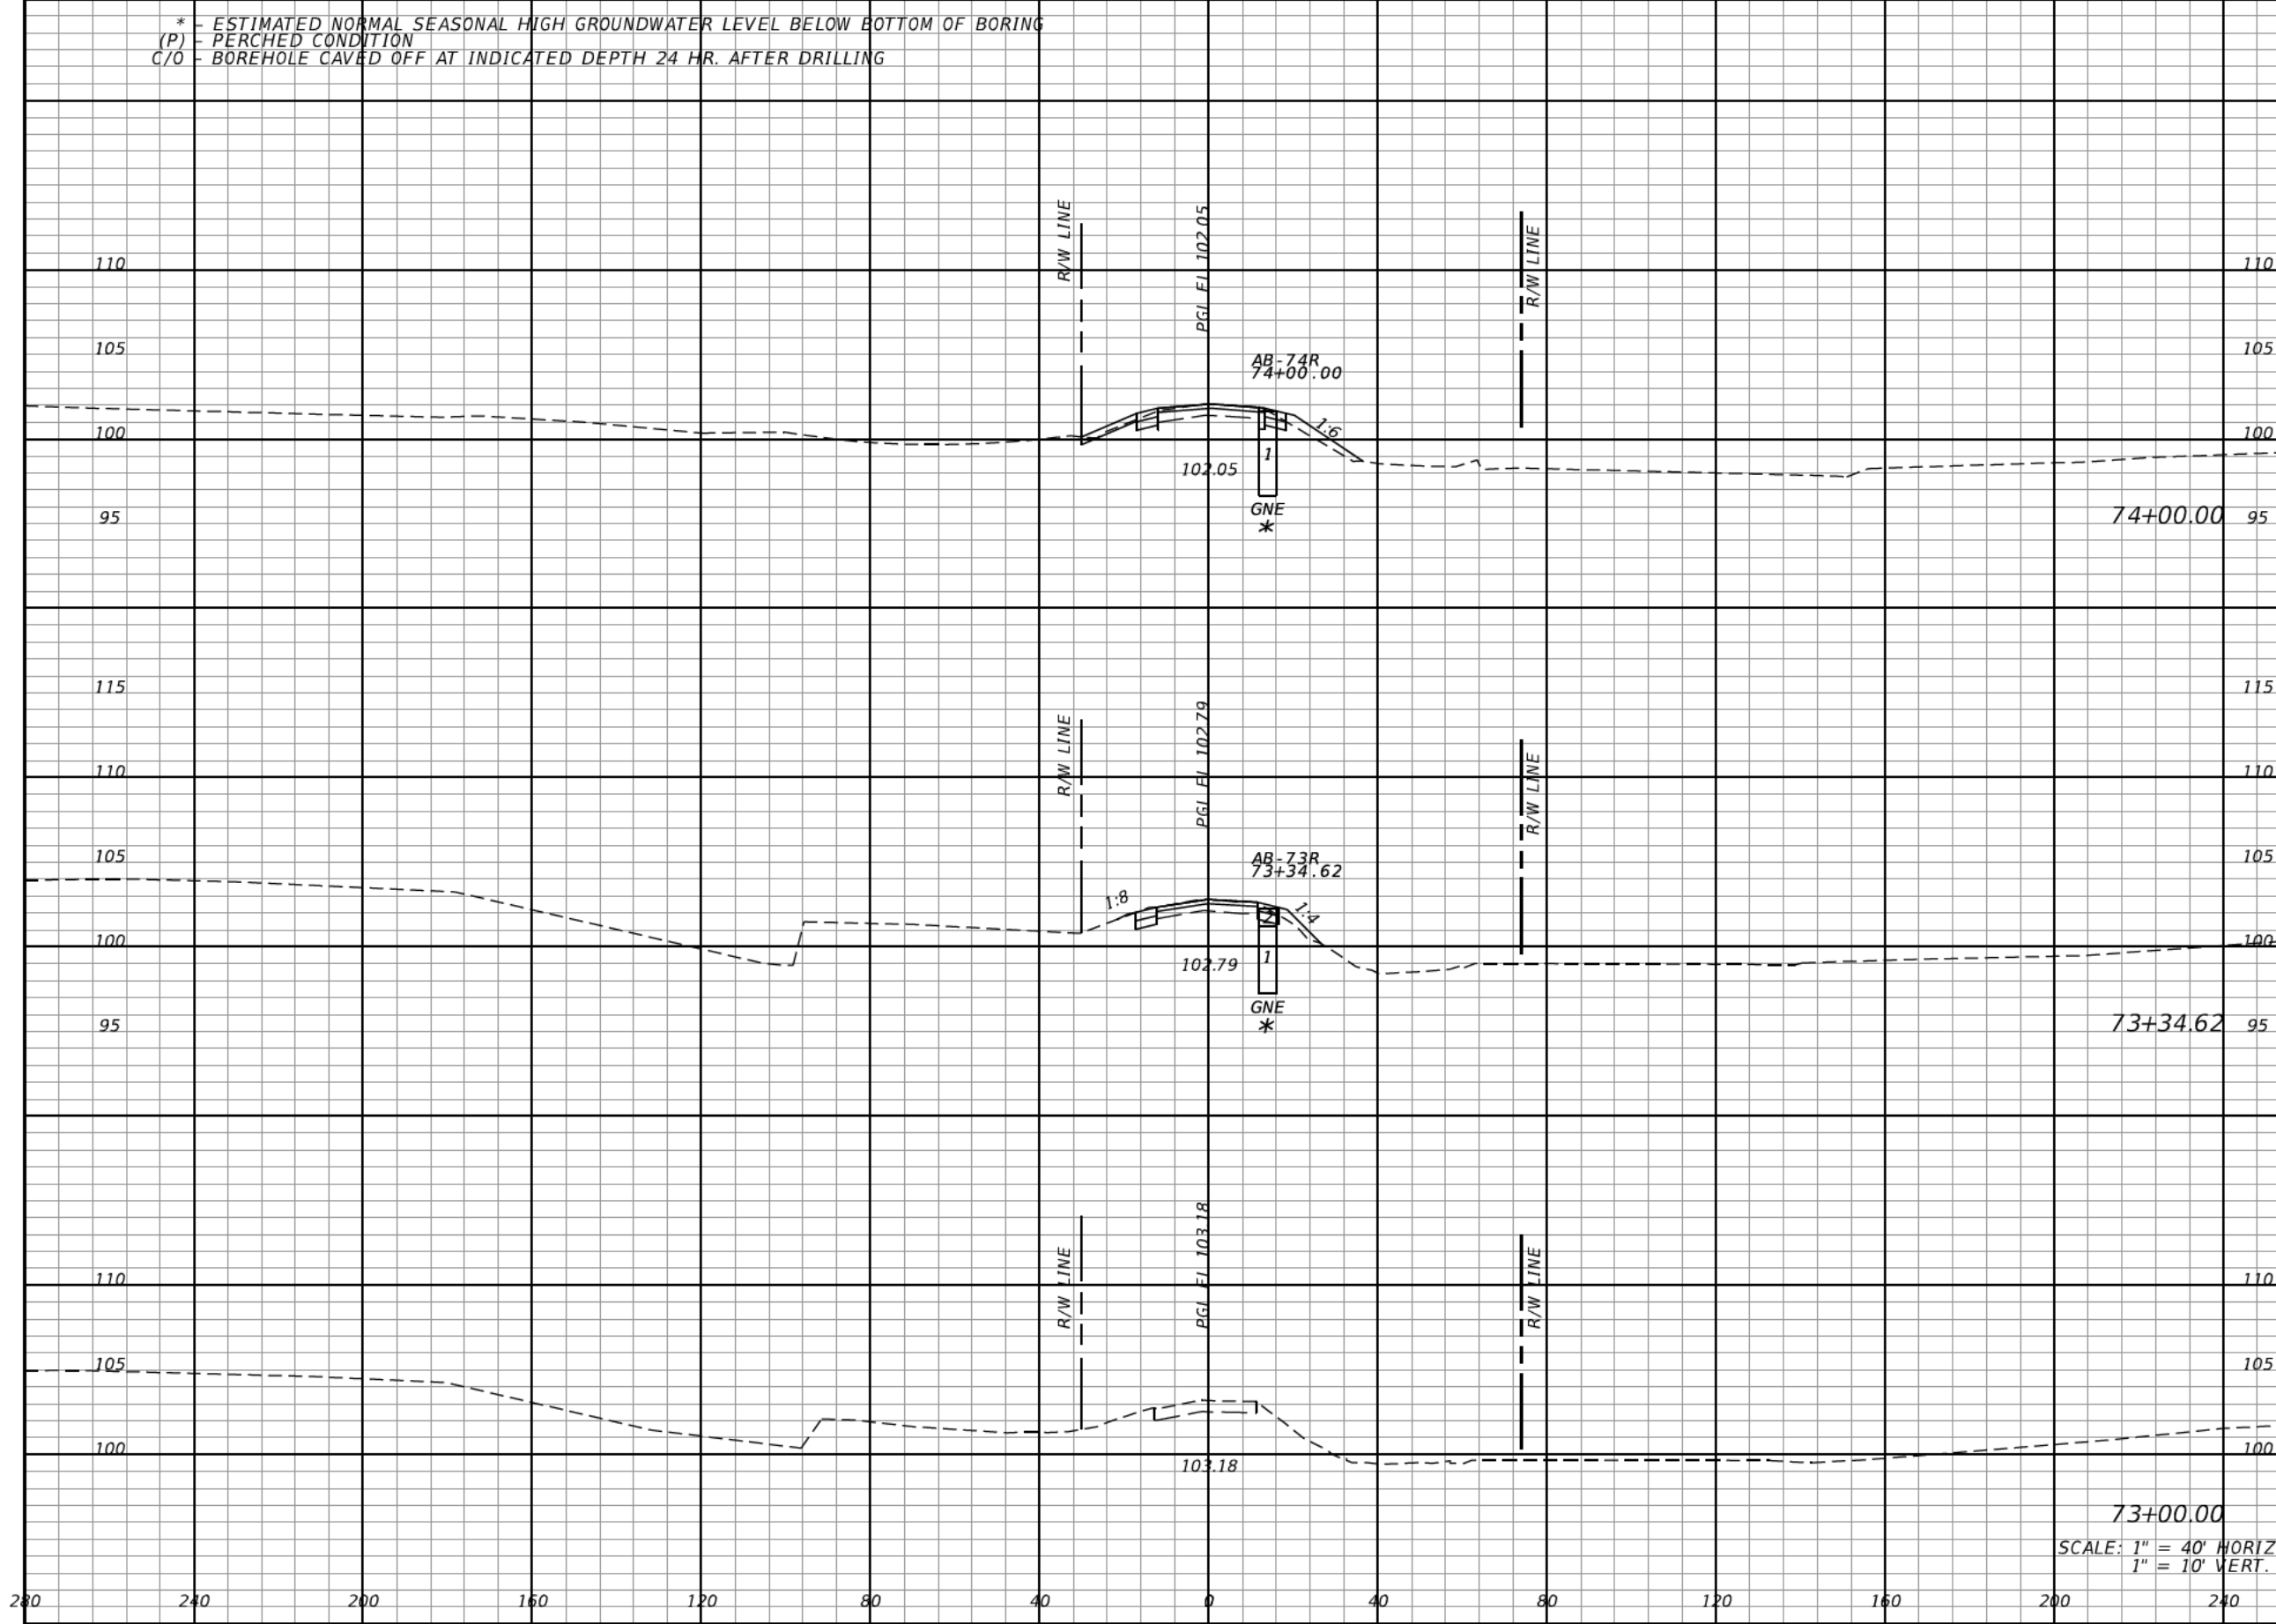 * - ESTIMATED NORMAL SEASONAL HIGH GROUNDWATER LEVEL BELOW BOTTOM OF BORING
(P) - PERCHED CONDITION
C/O - BOREHOLE CAVED OFF AT INDICATED DEPTH 24 HR. AFTER DRILLING
R/W LINE
PGL EL 102.05
R/W LINE
110
110
105
105
AB-74R
74+00.00
1:6
100
100
1
102.05
GNE
*
95
74+00.00
95
115
115
R/W LINE
PGL EL 102.79
R/W LINE
110
110
105
105
AB-73R
73+34.62
1:8
1:4
2
100
100
1
102.79
GNE
*
95
73+34.62
95
R/W LINE
PGL EL 103.18
R/W LINE
110
110
105
105
100
100
103.18
73+00.00
SCALE: 1" = 40' HORIZ
1" = 10' VERT.
280 240 200 160 120 80 40 0 40 80 120 160 200 240